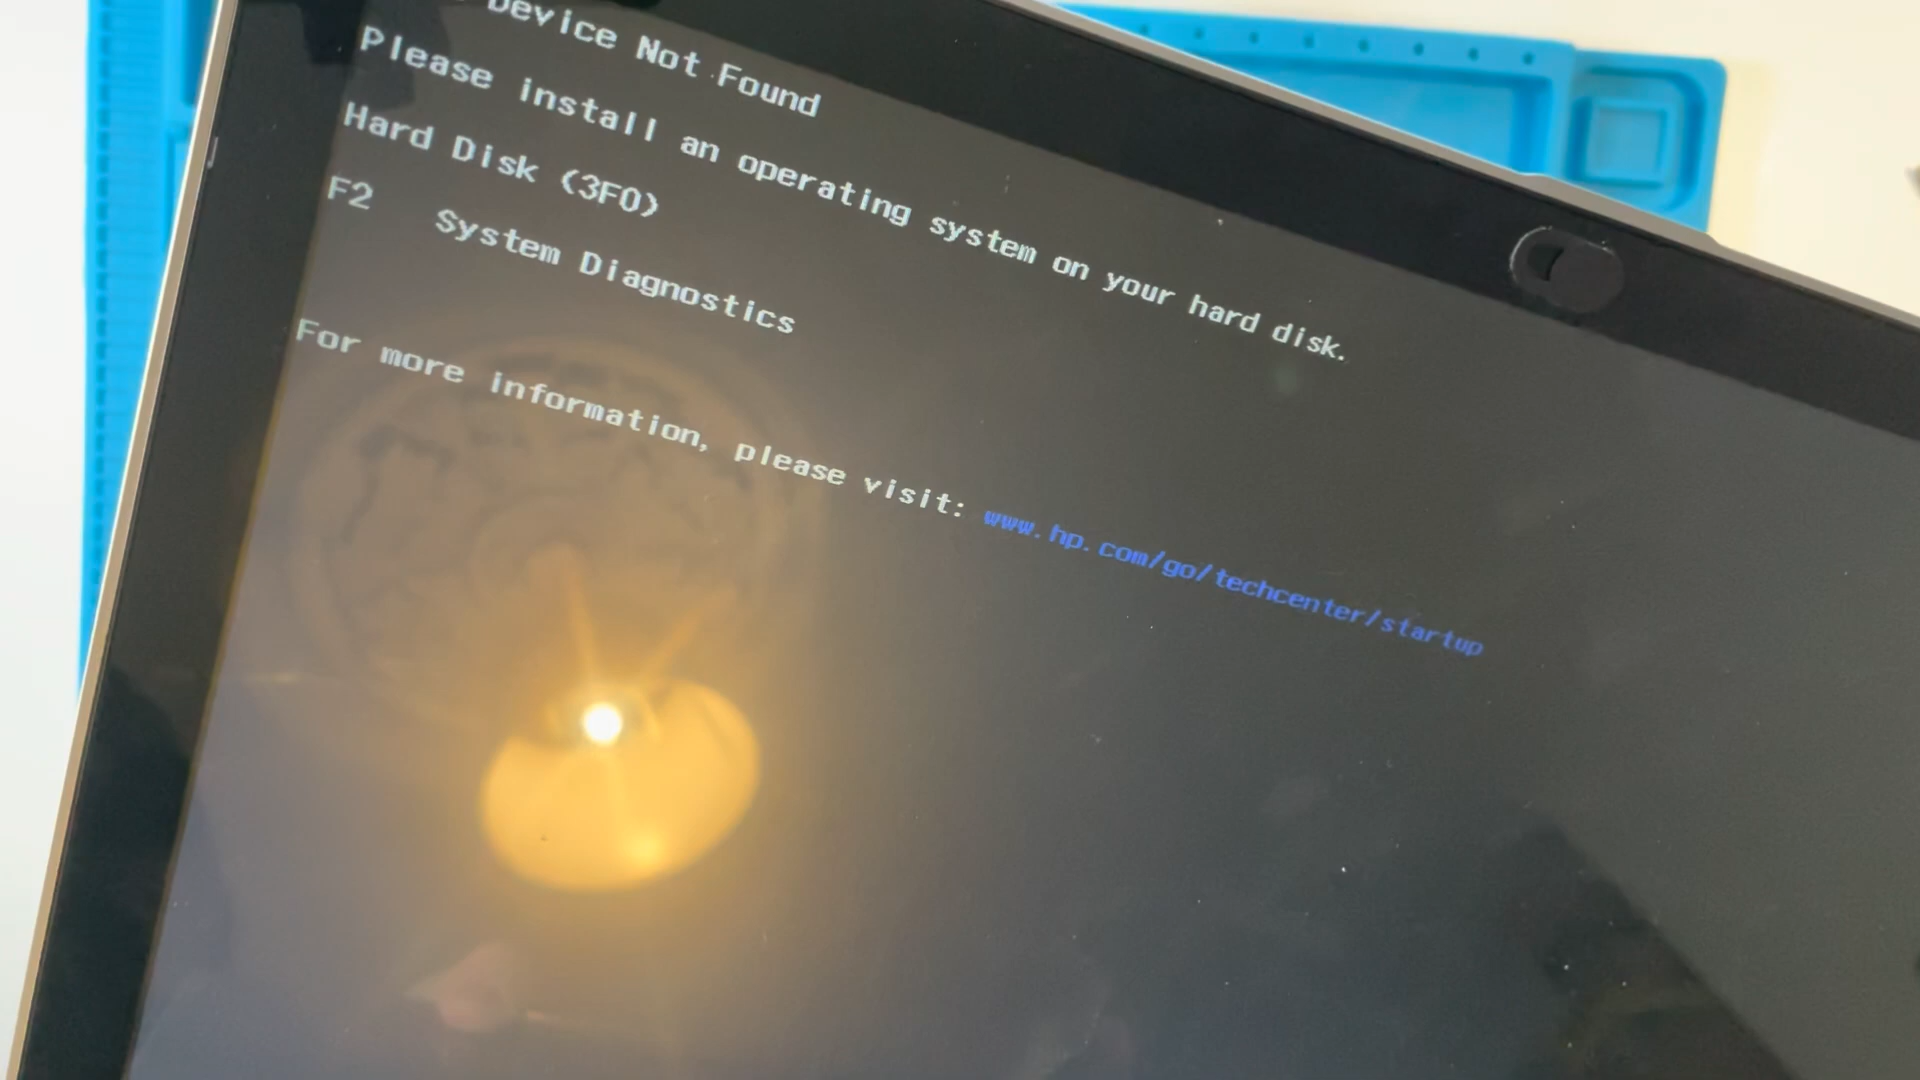 Device Not Found
Please install an operating system on your hard disk.
Hard Disk (3F0)
F2 System Diagnostics
For more information, please visit: www.hp.com/go/techcenter/startup